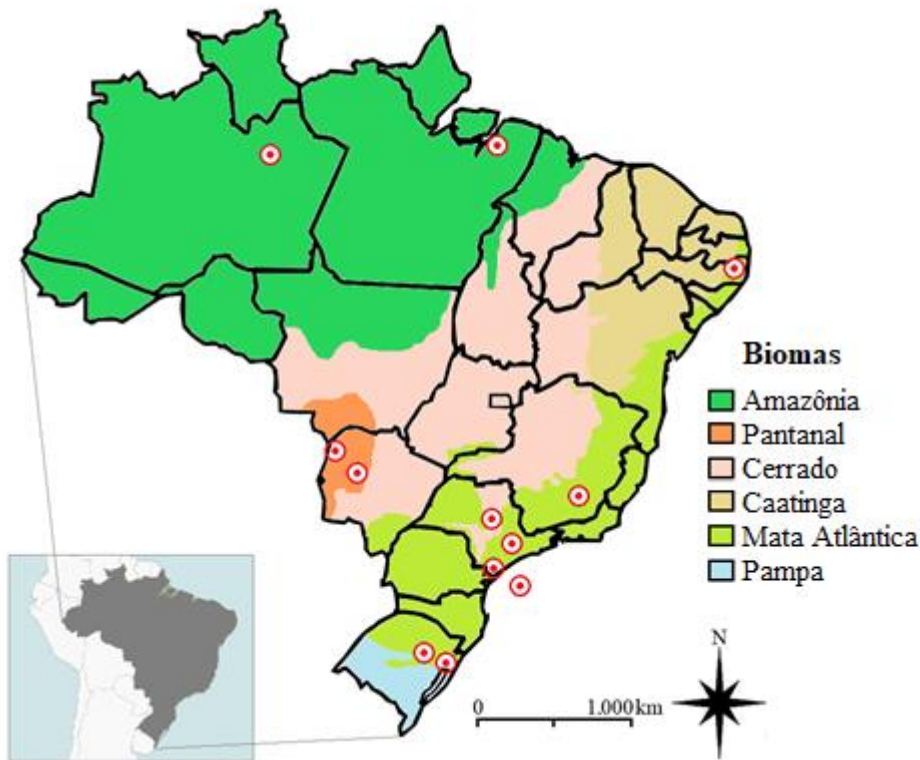 Biomas
Amazônia
Pantanal
Cerrado
Caatinga
Mata Atlântica
Pampa
N
0 1.000km